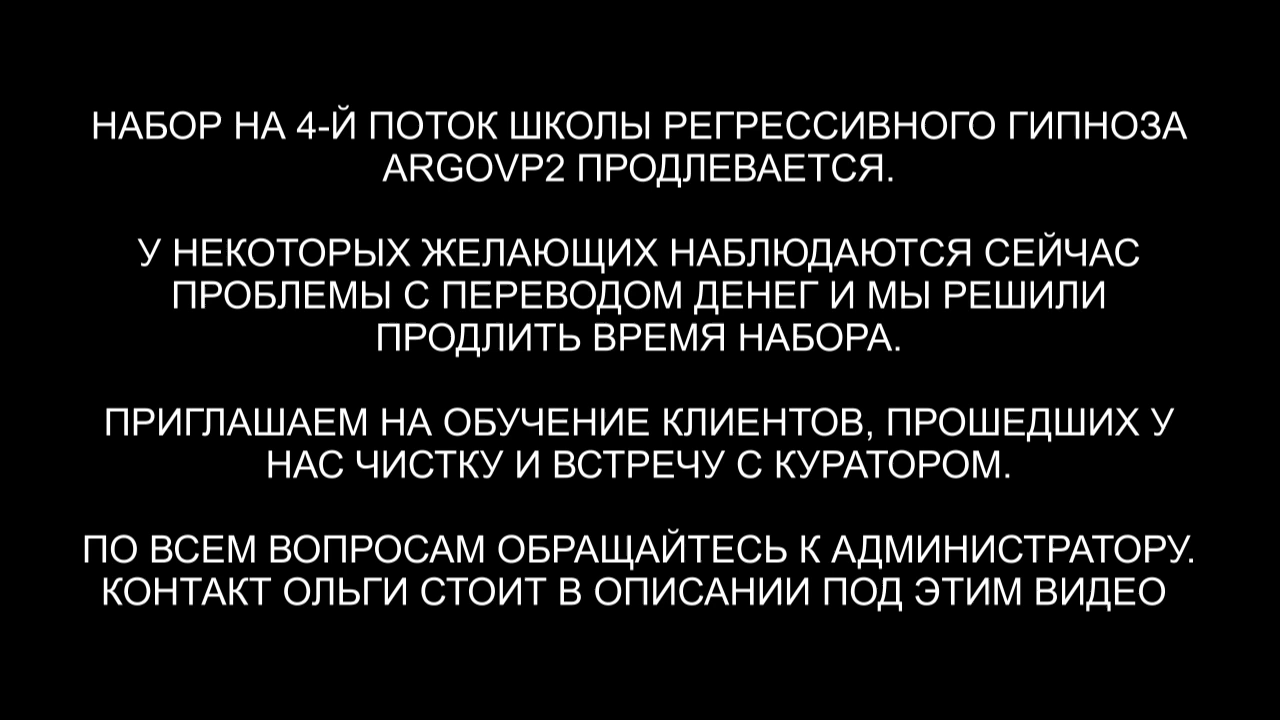 НАБОР НА 4-Й ПОТОК ШКОЛЫ РЕГРЕССИВНОГО ГИПНОЗА
ARGOVP2 ПРОДЛЕВАЕТСЯ.
У НЕКОТОРЫХ ЖЕЛАЮЩИХ НАБЛЮДАЮТСЯ СЕЙЧАС
ПРОБЛЕМЫ С ПЕРЕВОДОМ ДЕНЕГ И МЫ РЕШИЛИ
ПРОДЛИТЬ ВРЕМЯ НАБОРА.
ПРИГЛАШАЕМ НА ОБУЧЕНИЕ КЛИЕНТОВ, ПРОШЕДШИХ У
НАС ЧИСТКУ И ВСТРЕЧУ С КУРАТОРОМ.
ПО ВСЕМ ВОПРОСАМ ОБРАЩАЙТЕСЬ К АДМИНИСТРАТОРУ.
КОНТАКТ ОЛЬГИ СТОИТ В ОПИСАНИИ ПОД ЭТИМ ВИДЕО